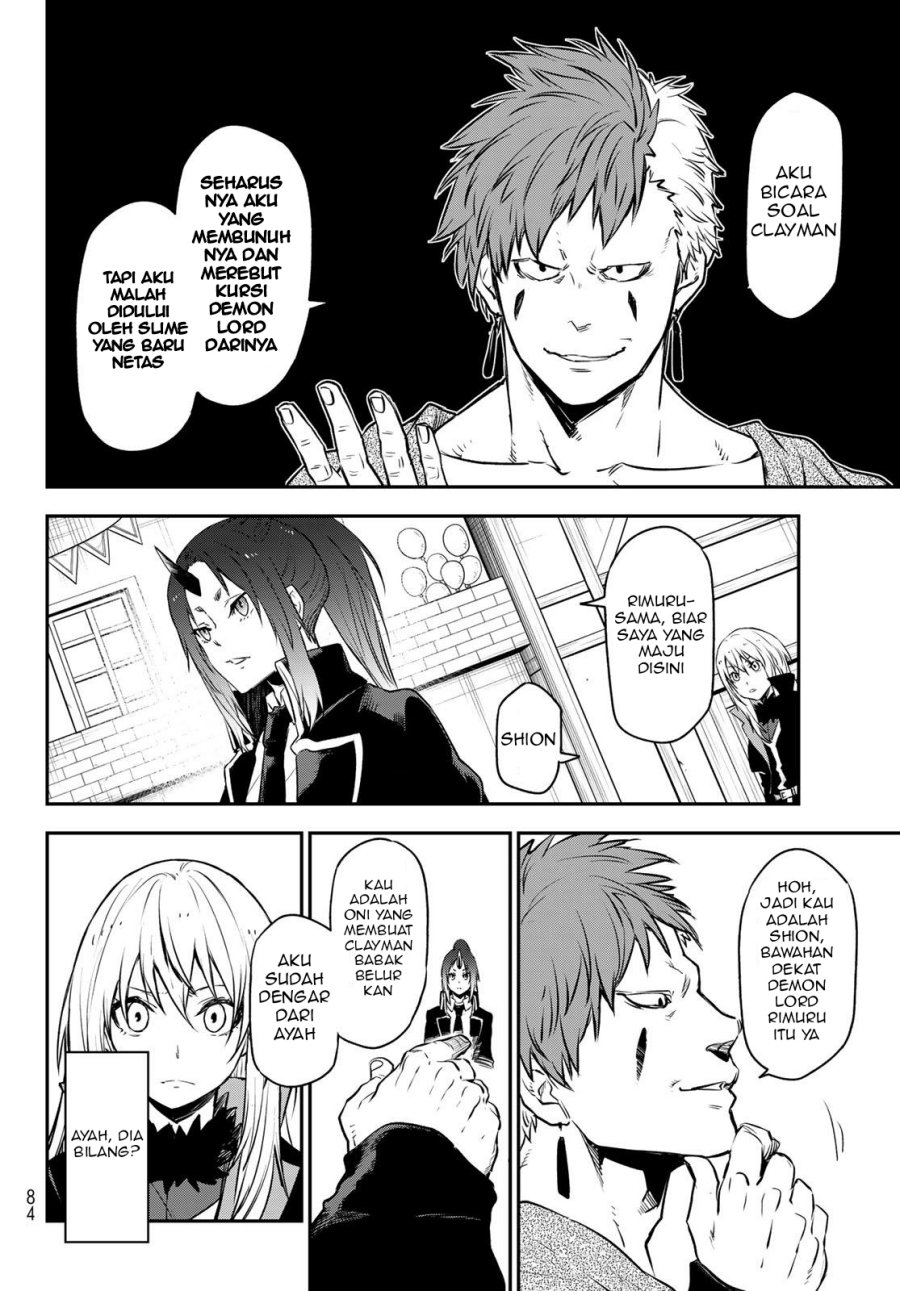 AKU
BICARA
SOAL
CLAYMAN
SEHARUS
NYA AKU
YANG
MEMBUNUH
NYA DAN
MEREBUT
KURSI
DEMON
LORD
DARINYA
TAPI AKU
MALAH
DIDULUI
OLEH SLIME
YANG BARU
NETAS
RIMURU-
SAMA, BIAR
SAYA YANG
MAJU
DISINI
SHION
HOH,
JADI KAU
ADALAH
SHION,
BAWAHAN
DEKAT
DEMON
LORD
RIMURU
ITU YA
KAU
ADALAH
ONI YANG
MEMBUAT
CLAYMAN
BABAK
BELUR
KAN
AKU
SUDAH
DENGAR
DARI
AYAH
AYAH, DIA
BILANG?
84